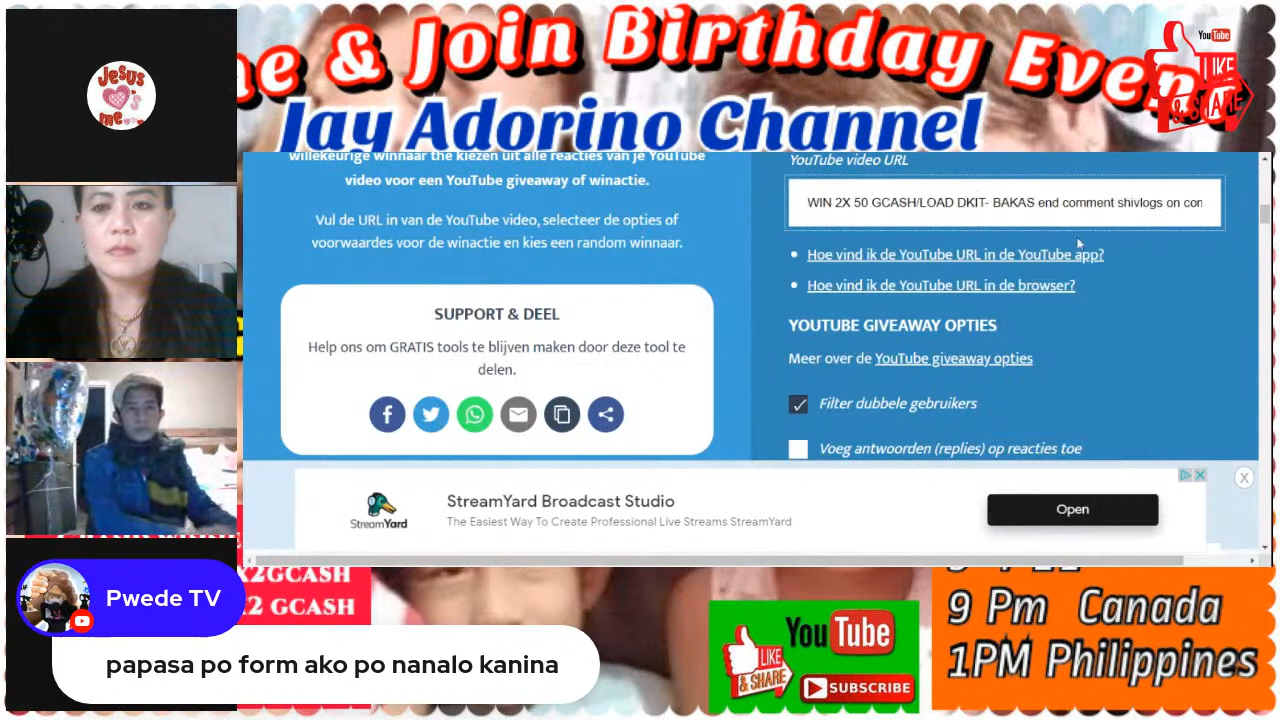 Jesus
me
& Join Birthday Even
Jay Adorino Channel
YouTube
LIKE
& SHARE
willekeurige winnaar the kiezen uit alle reacties van je YouTube
video voor een YouTube giveaway of winactie.
Vul de URL in van de YouTube video, selecteer de opties of
voorwaardes voor de winactie en kies een random winnaar.
SUPPORT & DEEL
Help ons om GRATIS tools te blijven maken door deze tool te
delen.
YouTube video URL
WIN 2X 50 GCASH/LOAD DKIT- BAKAS end comment shivlogs on con
Hoe vind ik de YouTube URL in de YouTube app?
Hoe vind ik de YouTube URL in de browser?
YOUTUBE GIVEAWAY OPTIES
Meer over de YouTube giveaway opties
Filter dubbele gebruikers
Voeg antwoorden (replies) op reacties toe
StreamYard
StreamYard Broadcast Studio
The Easiest Way To Create Professional Live Streams StreamYard
Open
X2GCASH
X2 GCASH
Pwede TV
papasa po form ako po nanalo kanina
YouTube
LIKE
& SHARE
SUBSCRIBE
9 Pm Canada
1PM Philippines